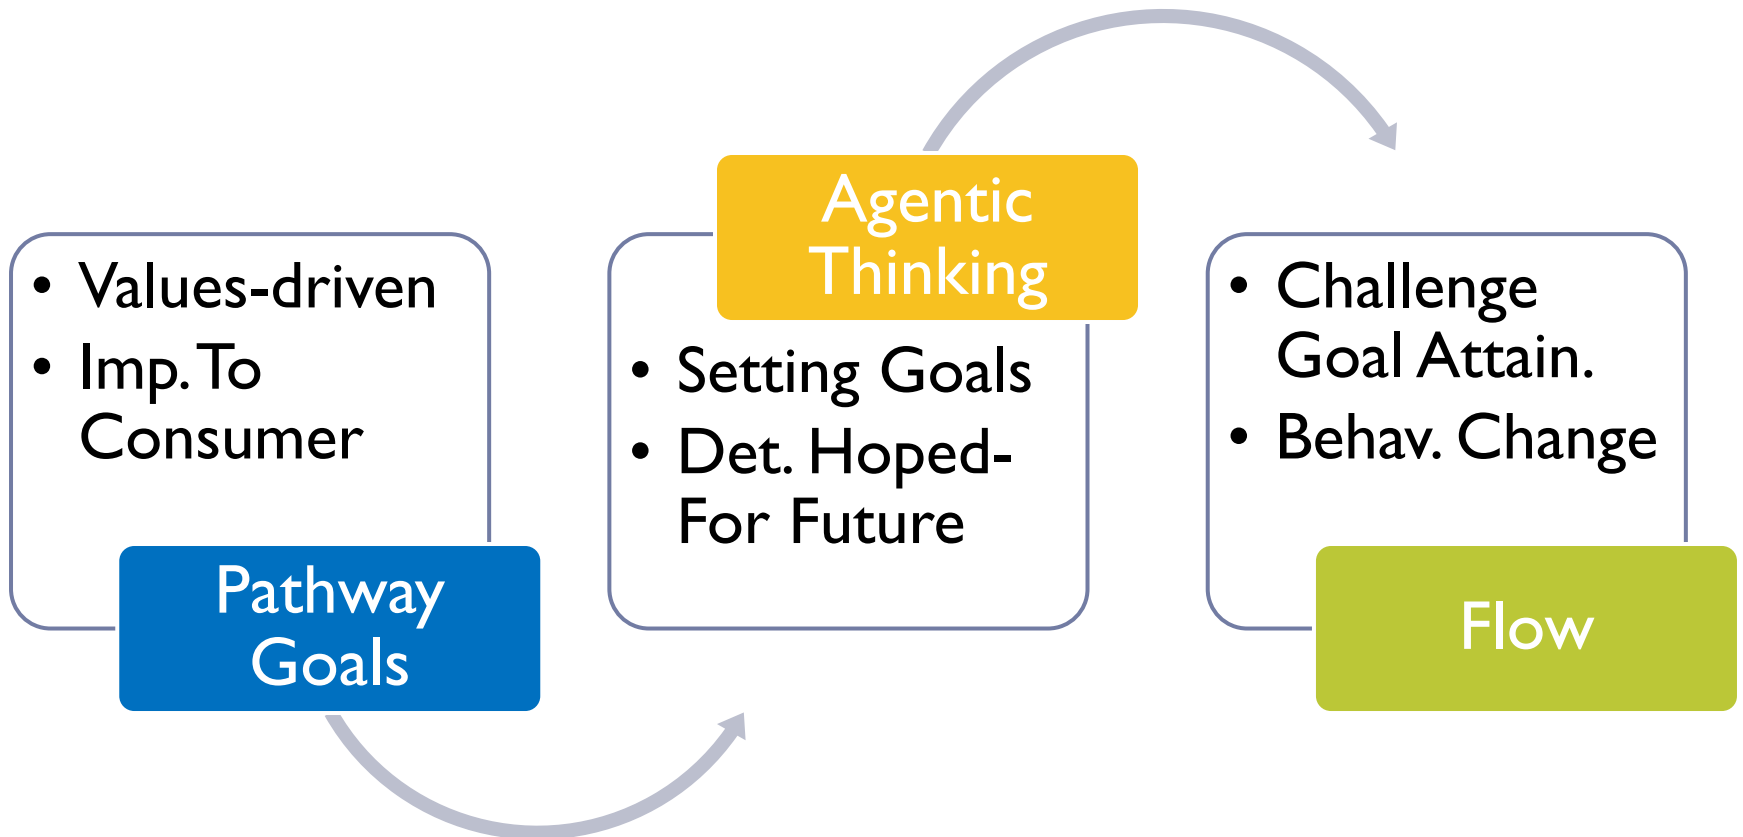 • Values-driven
• Imp. To
Consumer
Pathway
Goals
Agentic
Thinking
• Setting Goals
• Det. Hoped-
For Future
• Challenge
Goal Attain.
• Behav. Change
Flow